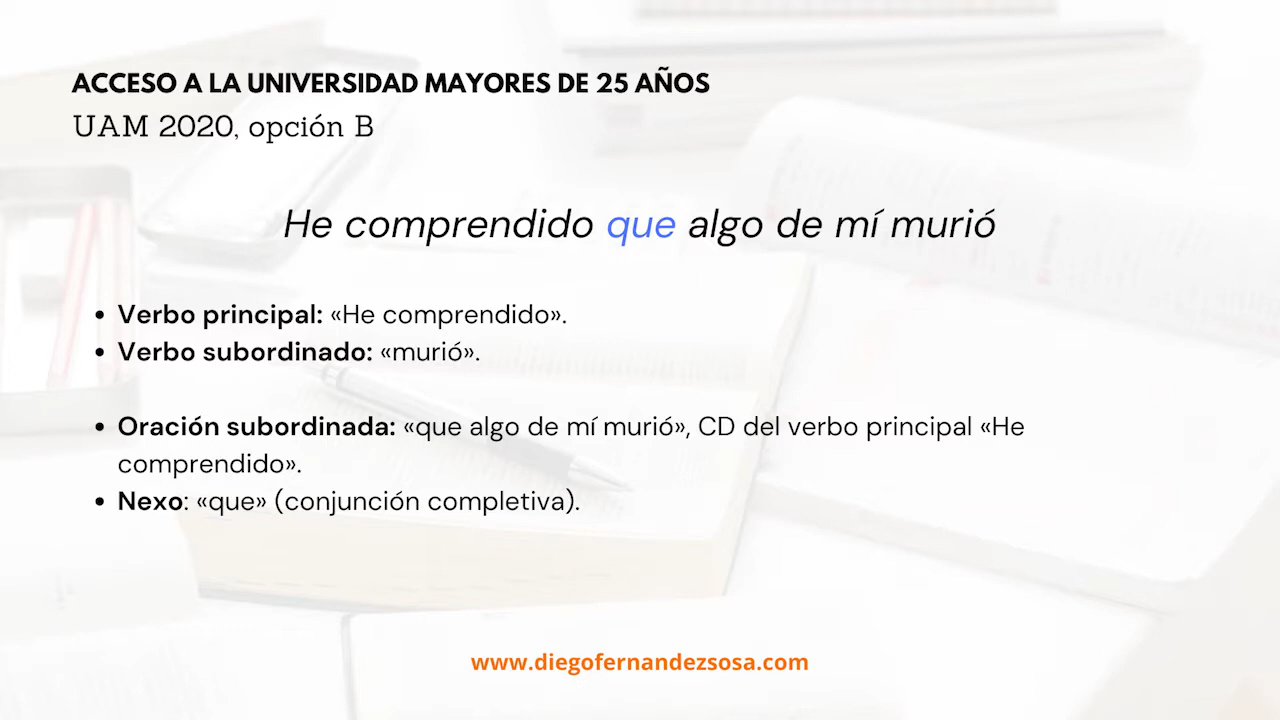 ACCESO A LA UNIVERSIDAD MAYORES DE 25 AÑOS
UAM 2020, opción B
He comprendido que algo de mí murió
• Verbo principal: «He comprendido».
• Verbo subordinado: «murió».
• Oración subordinada: «que algo de mí murió», CD del verbo principal «He
comprendido».
• Nexo: «que» (conjunción completiva).
www.diegofernandezsosa.com